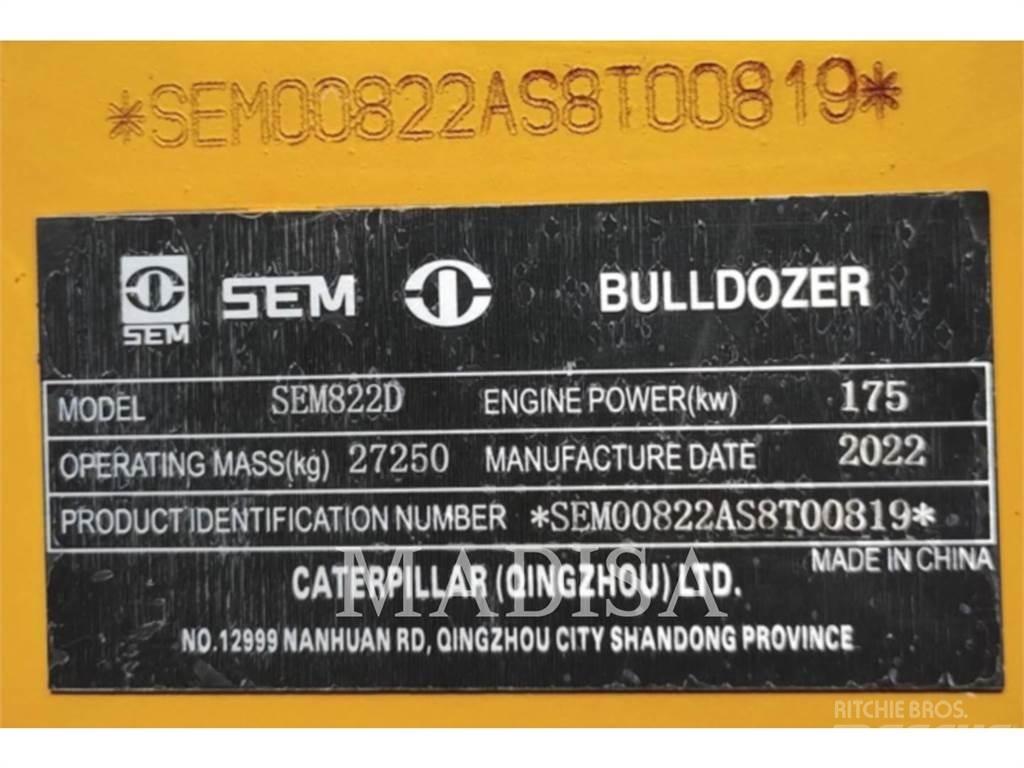 *SEM00822AS8T00819*
SEM SEM BULLDOZER
MODEL SEM822D ENGINE POWER(kw) 175
OPERATING MASS(kg) 27250 MANUFACTURE DATE 2022
PRODUCT IDENTIFICATION NUMBER *SEM00822AS8T00819*
MADE IN CHINA
MADISA
CATERPILLAR (QINGZHOU) LTD.
NO.12999 NANHUAN RD, QINGZHOU CITY SHANDONG PROVINCE
RITCHIE BROS.